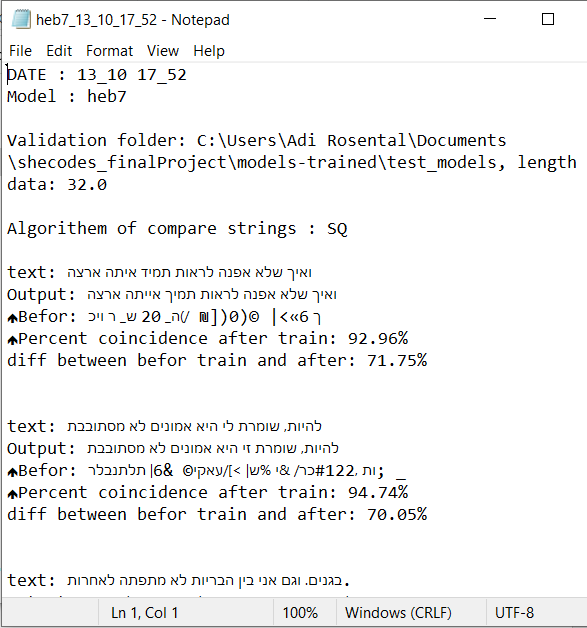 heb7_13_10_17_52 - Notepad
File Edit Format View Help
DATE : 13_10 17_52
Model : heb7
Validation folder: C:\Users\Adi Rosental\Documents
\shecodes_finalProject\models-trained\test_models, length
data: 32.0
Algorithem of compare strings : SQ
text: ואיך שלא אפנה לראות תמיד איתה ארצה
Output: ואיך שלא אפנה לראות תמיך אייתה ארצה
♠Befor: ך 6»>| ©(0)([₪ /)ה_ 20 ש_ ר ויכ
♠Percent coincidence after train: 92.96%
diff between befor train and after: 71.75%
text: להיות, שומרת לי היא אמונים לא מסתובבת
Output: להיות, שומרת זי היא אמונים לא מסתובבת
♠Befor: תלתנבלר |6& ©עאקי/[> |ש% י& /כר#122, ות; _
♠Percent coincidence after train: 94.74%
diff between befor train and after: 70.05%
text: בגנים. וגם אני בין הבריות לא מתפתה לאחרות.
Ln 1, Col 1 100% Windows (CRLF) UTF-8